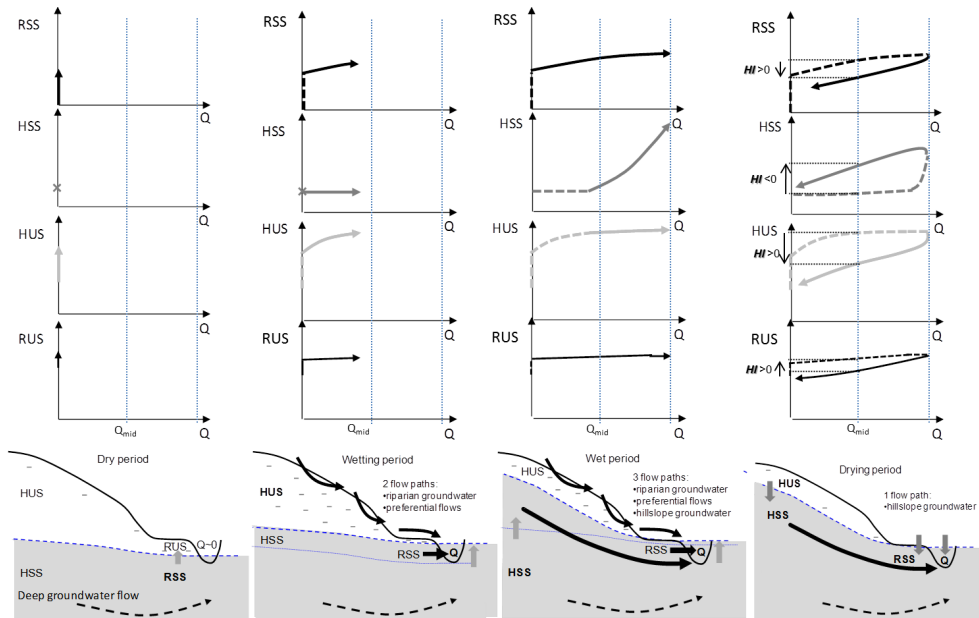 RSS
RSS
RSS
RSS
HI>0
Q
Q
Q
Q
HSS
HSS
HSS
HSS
HI<0
Q
Q
Q
Q
HUS
HUS
HUS
HUS
HI>0
Q
Q
Q
Q
RUS
RUS
RUS
RUS
HI>0
Qmid
Q
Qmid
Q
Qmid
Q
Qmid
Q
Dry period
HUS
RUS
Q~0
RSS
HSS
Deep groundwater flow
Wetting period
2 flow paths:
•riparian groundwater
•preferential flows
HUS
HSS
RSS
Q
Wet period
HUS
3 flow paths:
•riparian groundwater
•preferential flows
•hillslope groundwater
RSS
Q
HSS
Drying period
HUS
1 flow path:
•hillslope groundwater
HSS
RSS
Q